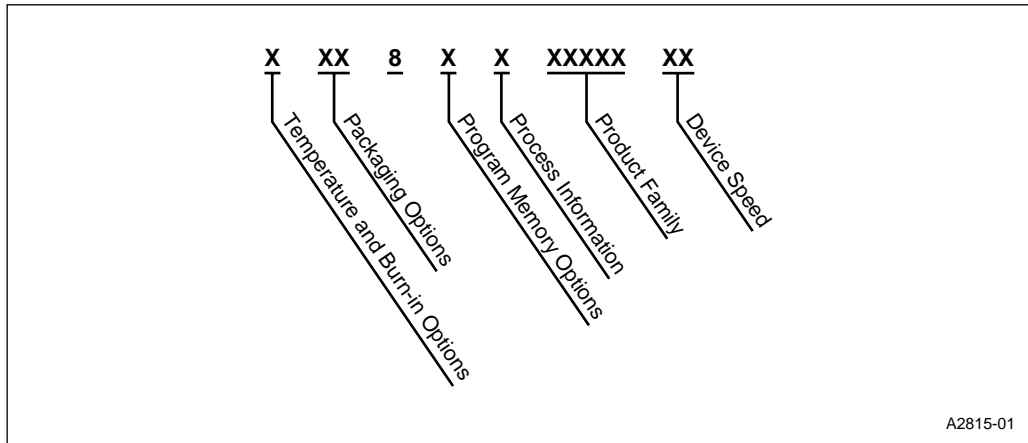 X XX 8 X X XXXXX XX
Temperature and Burn-in Options
Packaging Options
Program Memory Options
Process Information
Product Family
Device Speed
A2815-01